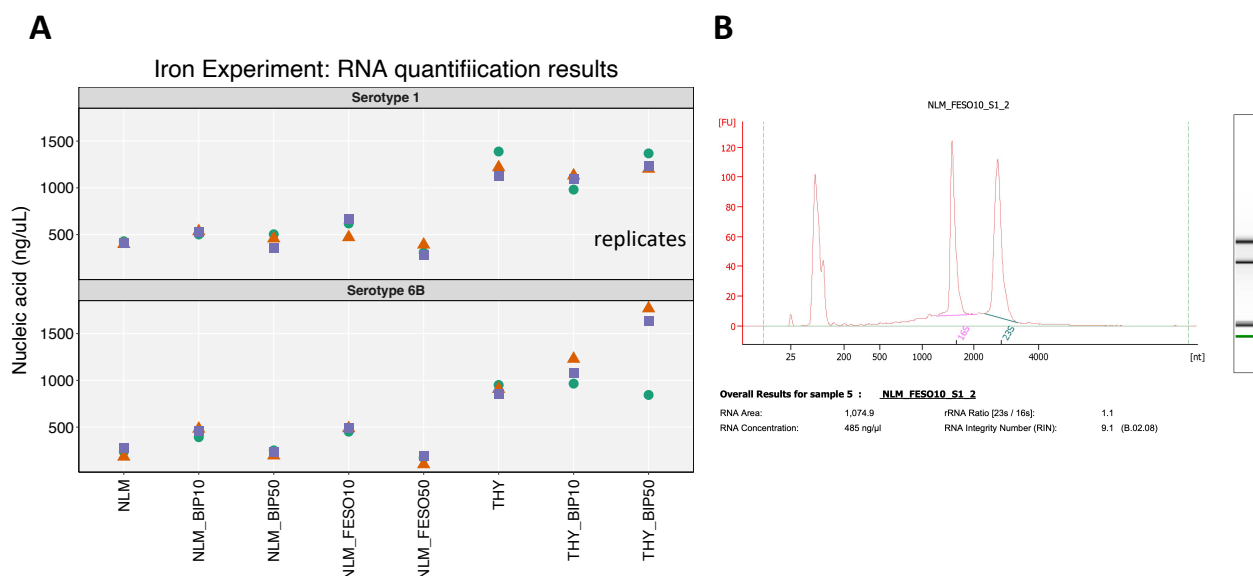 A
Iron Experiment: RNA quantifiication results
Serotype 1
1500
1000
500
replicates
Serotype 6B
1500
1000
500
Nucleic acid (ng/uL)
NLM
NLM_BIP10
NLM_BIP50
NLM_FESO10
NLM_FESO50
THY
THY_BIP10
THY_BIP50
B
NLM_FESO10_S1_2
[FU]
120
100
80
60
40
20
0
16S
23S
25 200 500 1000 2000 4000 [nt]
Overall Results for sample 5 : NLM_FESO10_S1_2
RNA Area: 1,074.9 rRNA Ratio [23s / 16s]: 1.1
RNA Concentration: 485 ng/µl RNA Integrity Number (RIN): 9.1 (B.02.08)